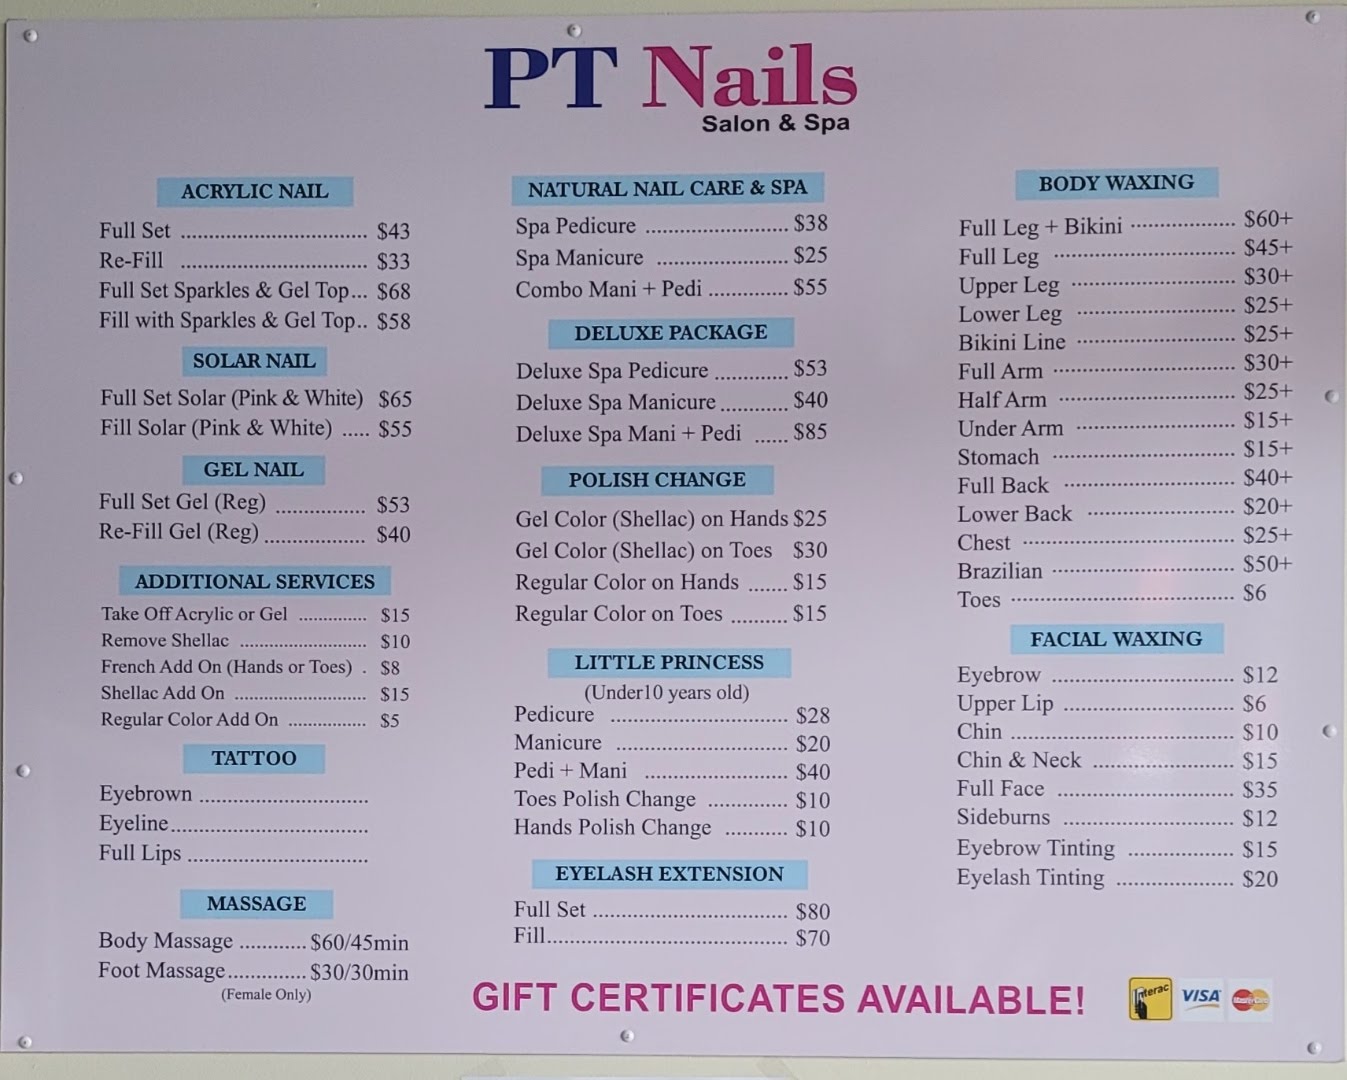 PT Nails
Salon & Spa
ACRYLIC NAIL
Full Set ................................ $43
Re-Fill ................................ $33
Full Set Sparkles & Gel Top... $68
Fill with Sparkles & Gel Top.. $58
SOLAR NAIL
Full Set Solar (Pink & White) $65
Fill Solar (Pink & White) ..... $55
GEL NAIL
Full Set Gel (Reg) ................ $53
Re-Fill Gel (Reg) .................. $40
ADDITIONAL SERVICES
Take Off Acrylic or Gel .............. $15
Remove Shellac .......................... $10
French Add On (Hands or Toes) . $8
Shellac Add On ........................... $15
Regular Color Add On ................ $5
TATTOO
Eyebrown ..............................
Eyeline...................................
Full Lips ................................
MASSAGE
Body Massage ............ $60/45min
Foot Massage.............. $30/30min
(Female Only)
NATURAL NAIL CARE & SPA
Spa Pedicure ......................... $38
Spa Manicure ....................... $25
Combo Mani + Pedi .............. $55
DELUXE PACKAGE
Deluxe Spa Pedicure ............. $53
Deluxe Spa Manicure............ $40
Deluxe Spa Mani + Pedi ...... $85
POLISH CHANGE
Gel Color (Shellac) on Hands $25
Gel Color (Shellac) on Toes $30
Regular Color on Hands ....... $15
Regular Color on Toes .......... $15
LITTLE PRINCESS
(Under10 years old)
Pedicure ............................... $28
Manicure .............................. $20
Pedi + Mani ......................... $40
Toes Polish Change .............. $10
Hands Polish Change ........... $10
EYELASH EXTENSION
Full Set .................................. $80
Fill.......................................... $70
BODY WAXING
Full Leg + Bikini .................. $60+
Full Leg ................................ $45+
Upper Leg ............................. $30+
Lower Leg ............................ $25+
Bikini Line ............................ $25+
Full Arm ................................ $30+
Half Arm ............................... $25+
Under Arm ............................ $15+
Stomach ................................ $15+
Full Back .............................. $40+
Lower Back .......................... $20+
Chest ..................................... $25+
Brazilian ................................ $50+
Toes ....................................... $6
FACIAL WAXING
Eyebrow ................................ $12
Upper Lip .............................. $6
Chin ....................................... $10
Chin & Neck ......................... $15
Full Face ............................... $35
Sideburns .............................. $12
Eyebrow Tinting ................... $15
Eyelash Tinting ..................... $20
GIFT CERTIFICATES AVAILABLE!
Interac VISA MasterCard